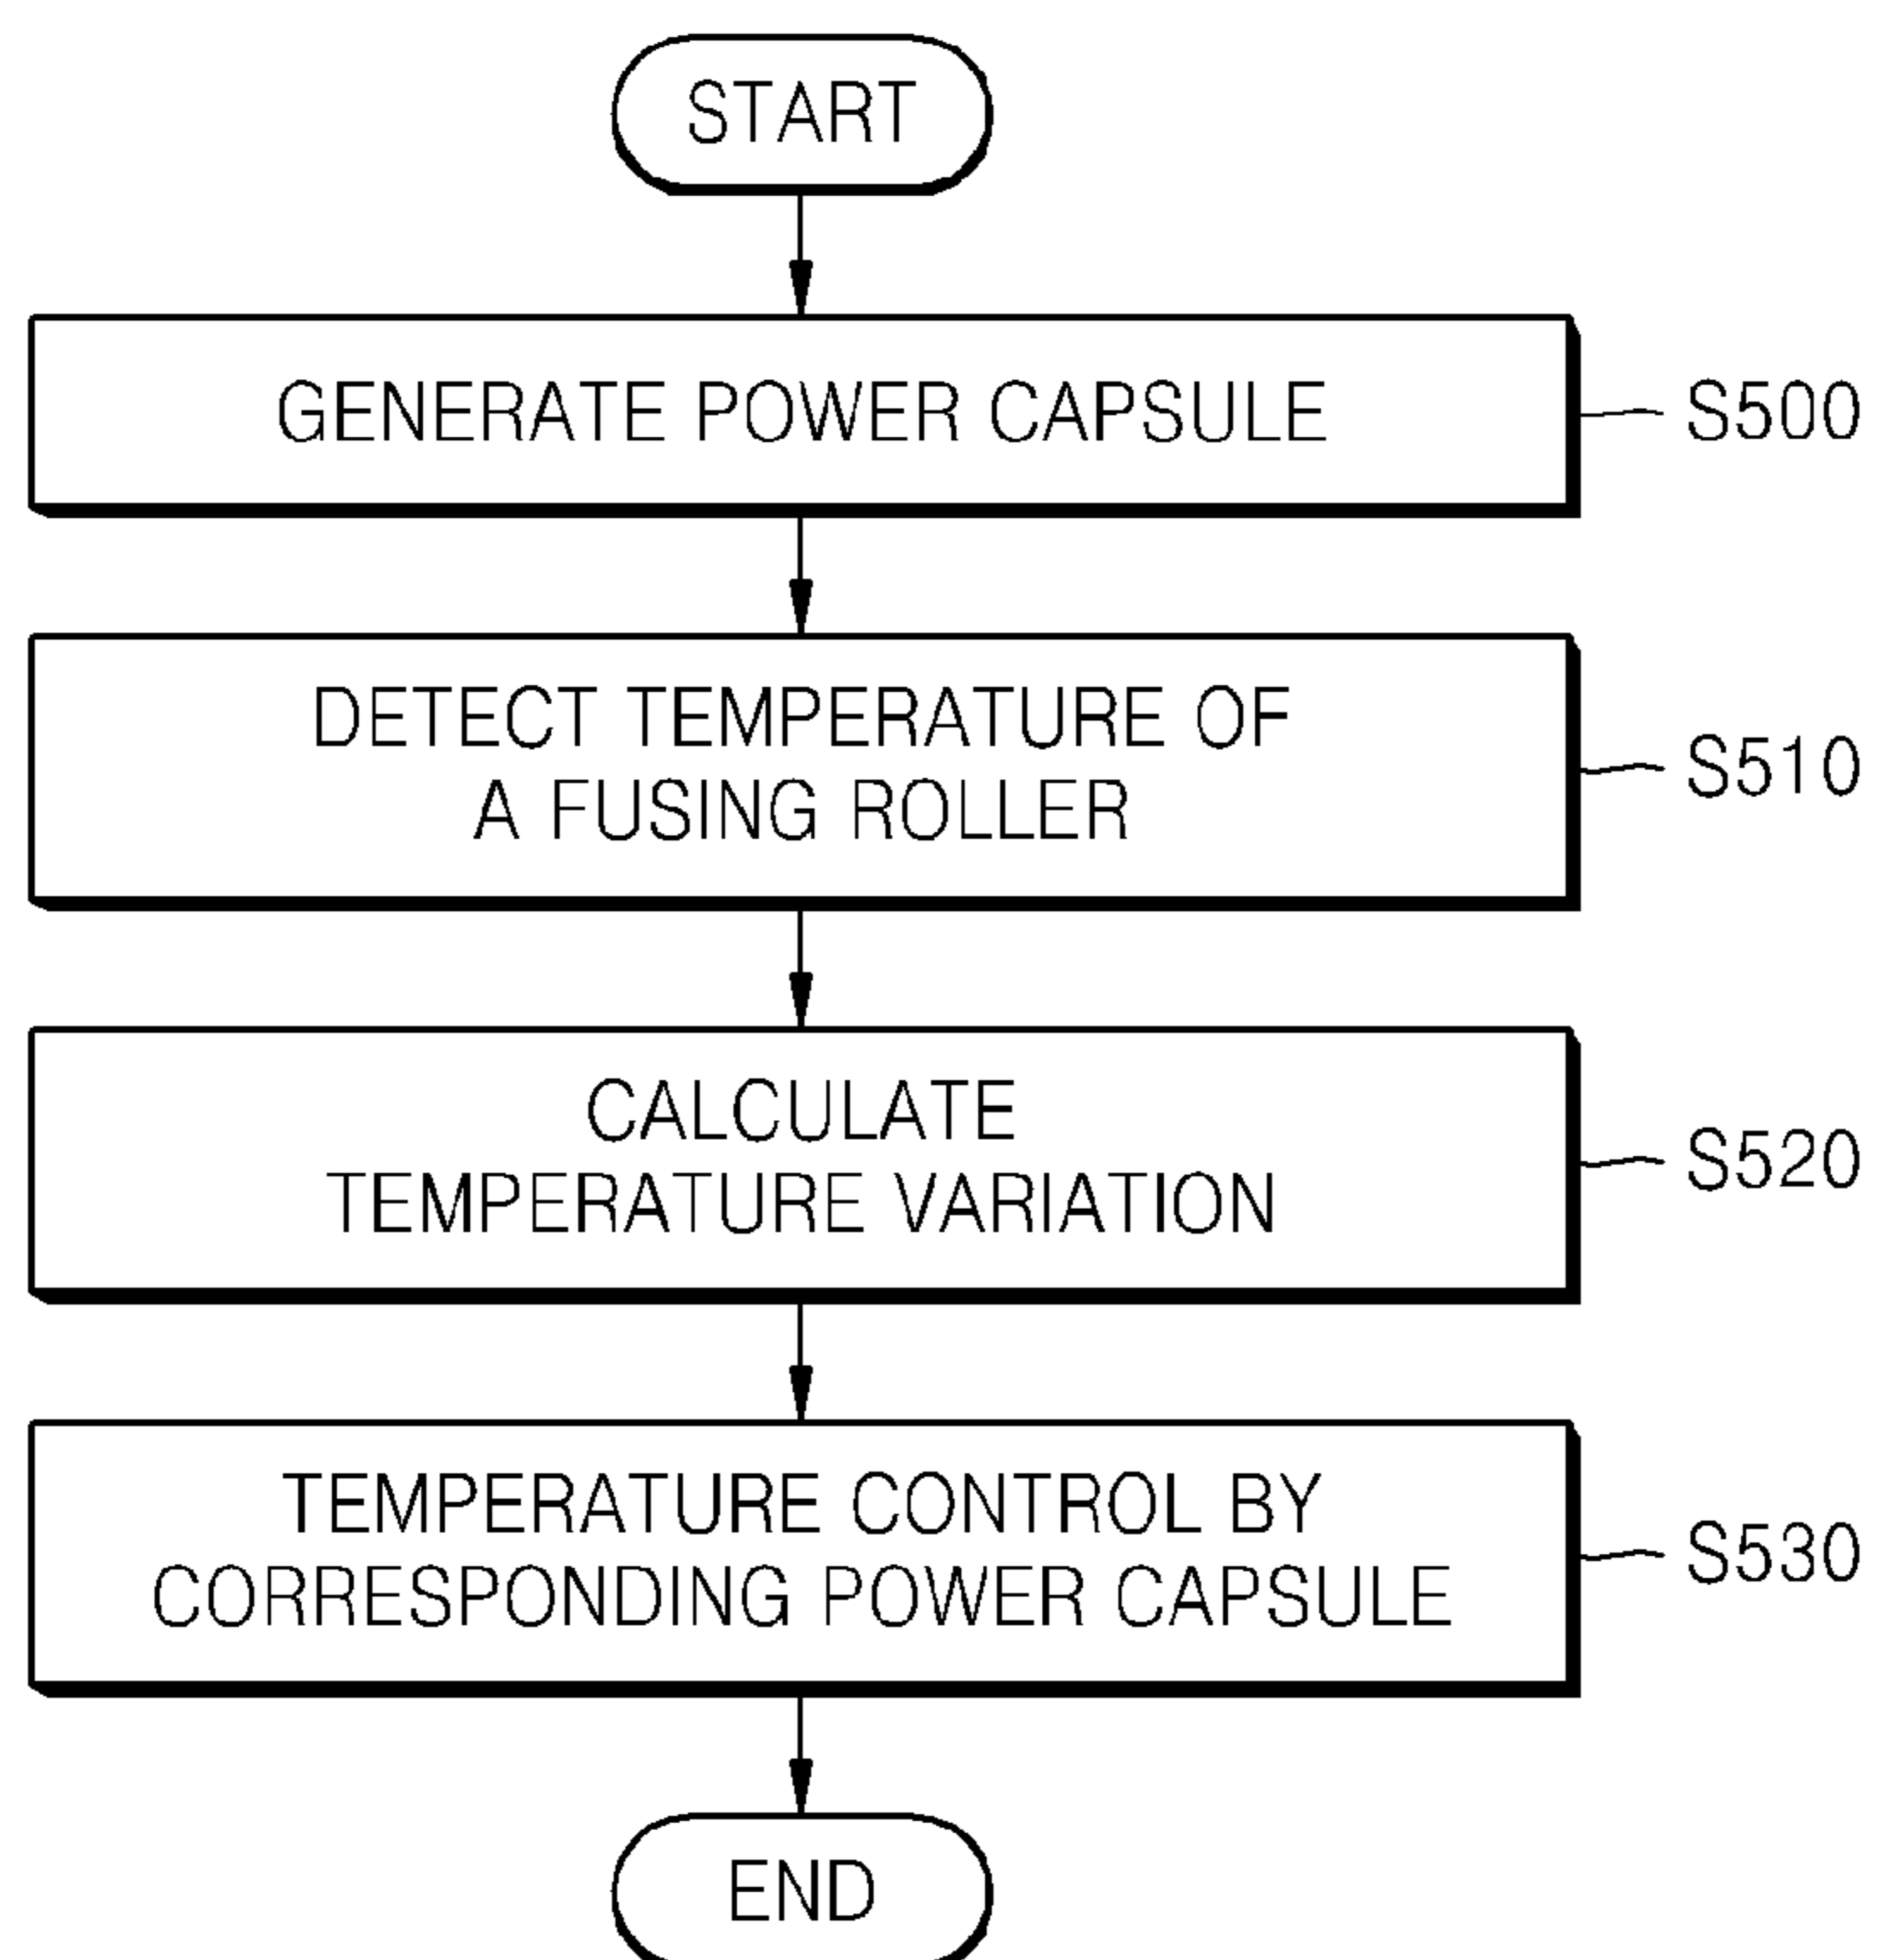 START
GENERATE POWER CAPSULE
S500
DETECT TEMPERATURE OF
A FUSING ROLLER
S510
CALCULATE
TEMPERATURE VARIATION
S520
TEMPERATURE CONTROL BY
CORRESPONDING POWER CAPSULE
S530
END